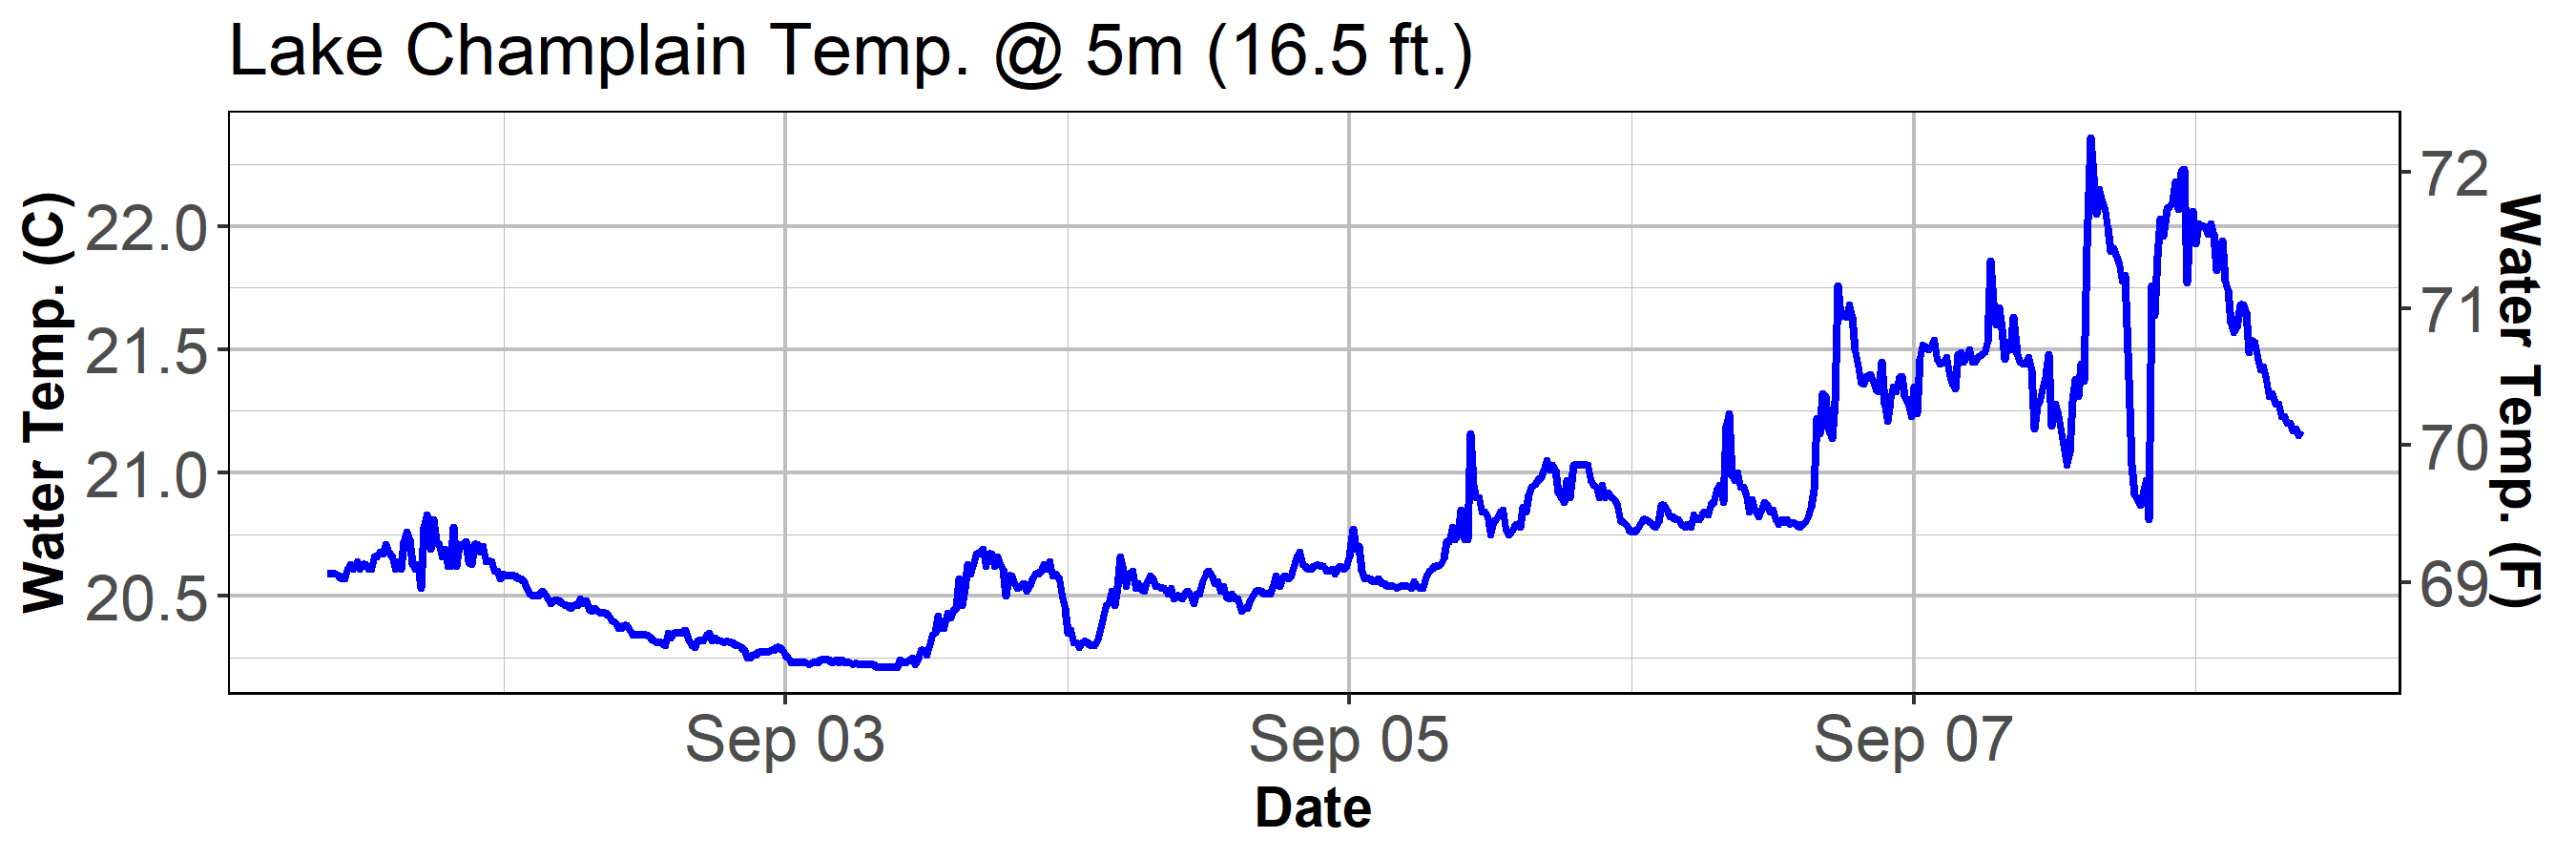 Lake Champlain Temp. @ 5m (16.5 ft.)
Water Temp. (C)
22.0
21.5
21.0
20.5
72
71
70
69
Water Temp. (F)
Sep 03 Sep 05 Sep 07
Date